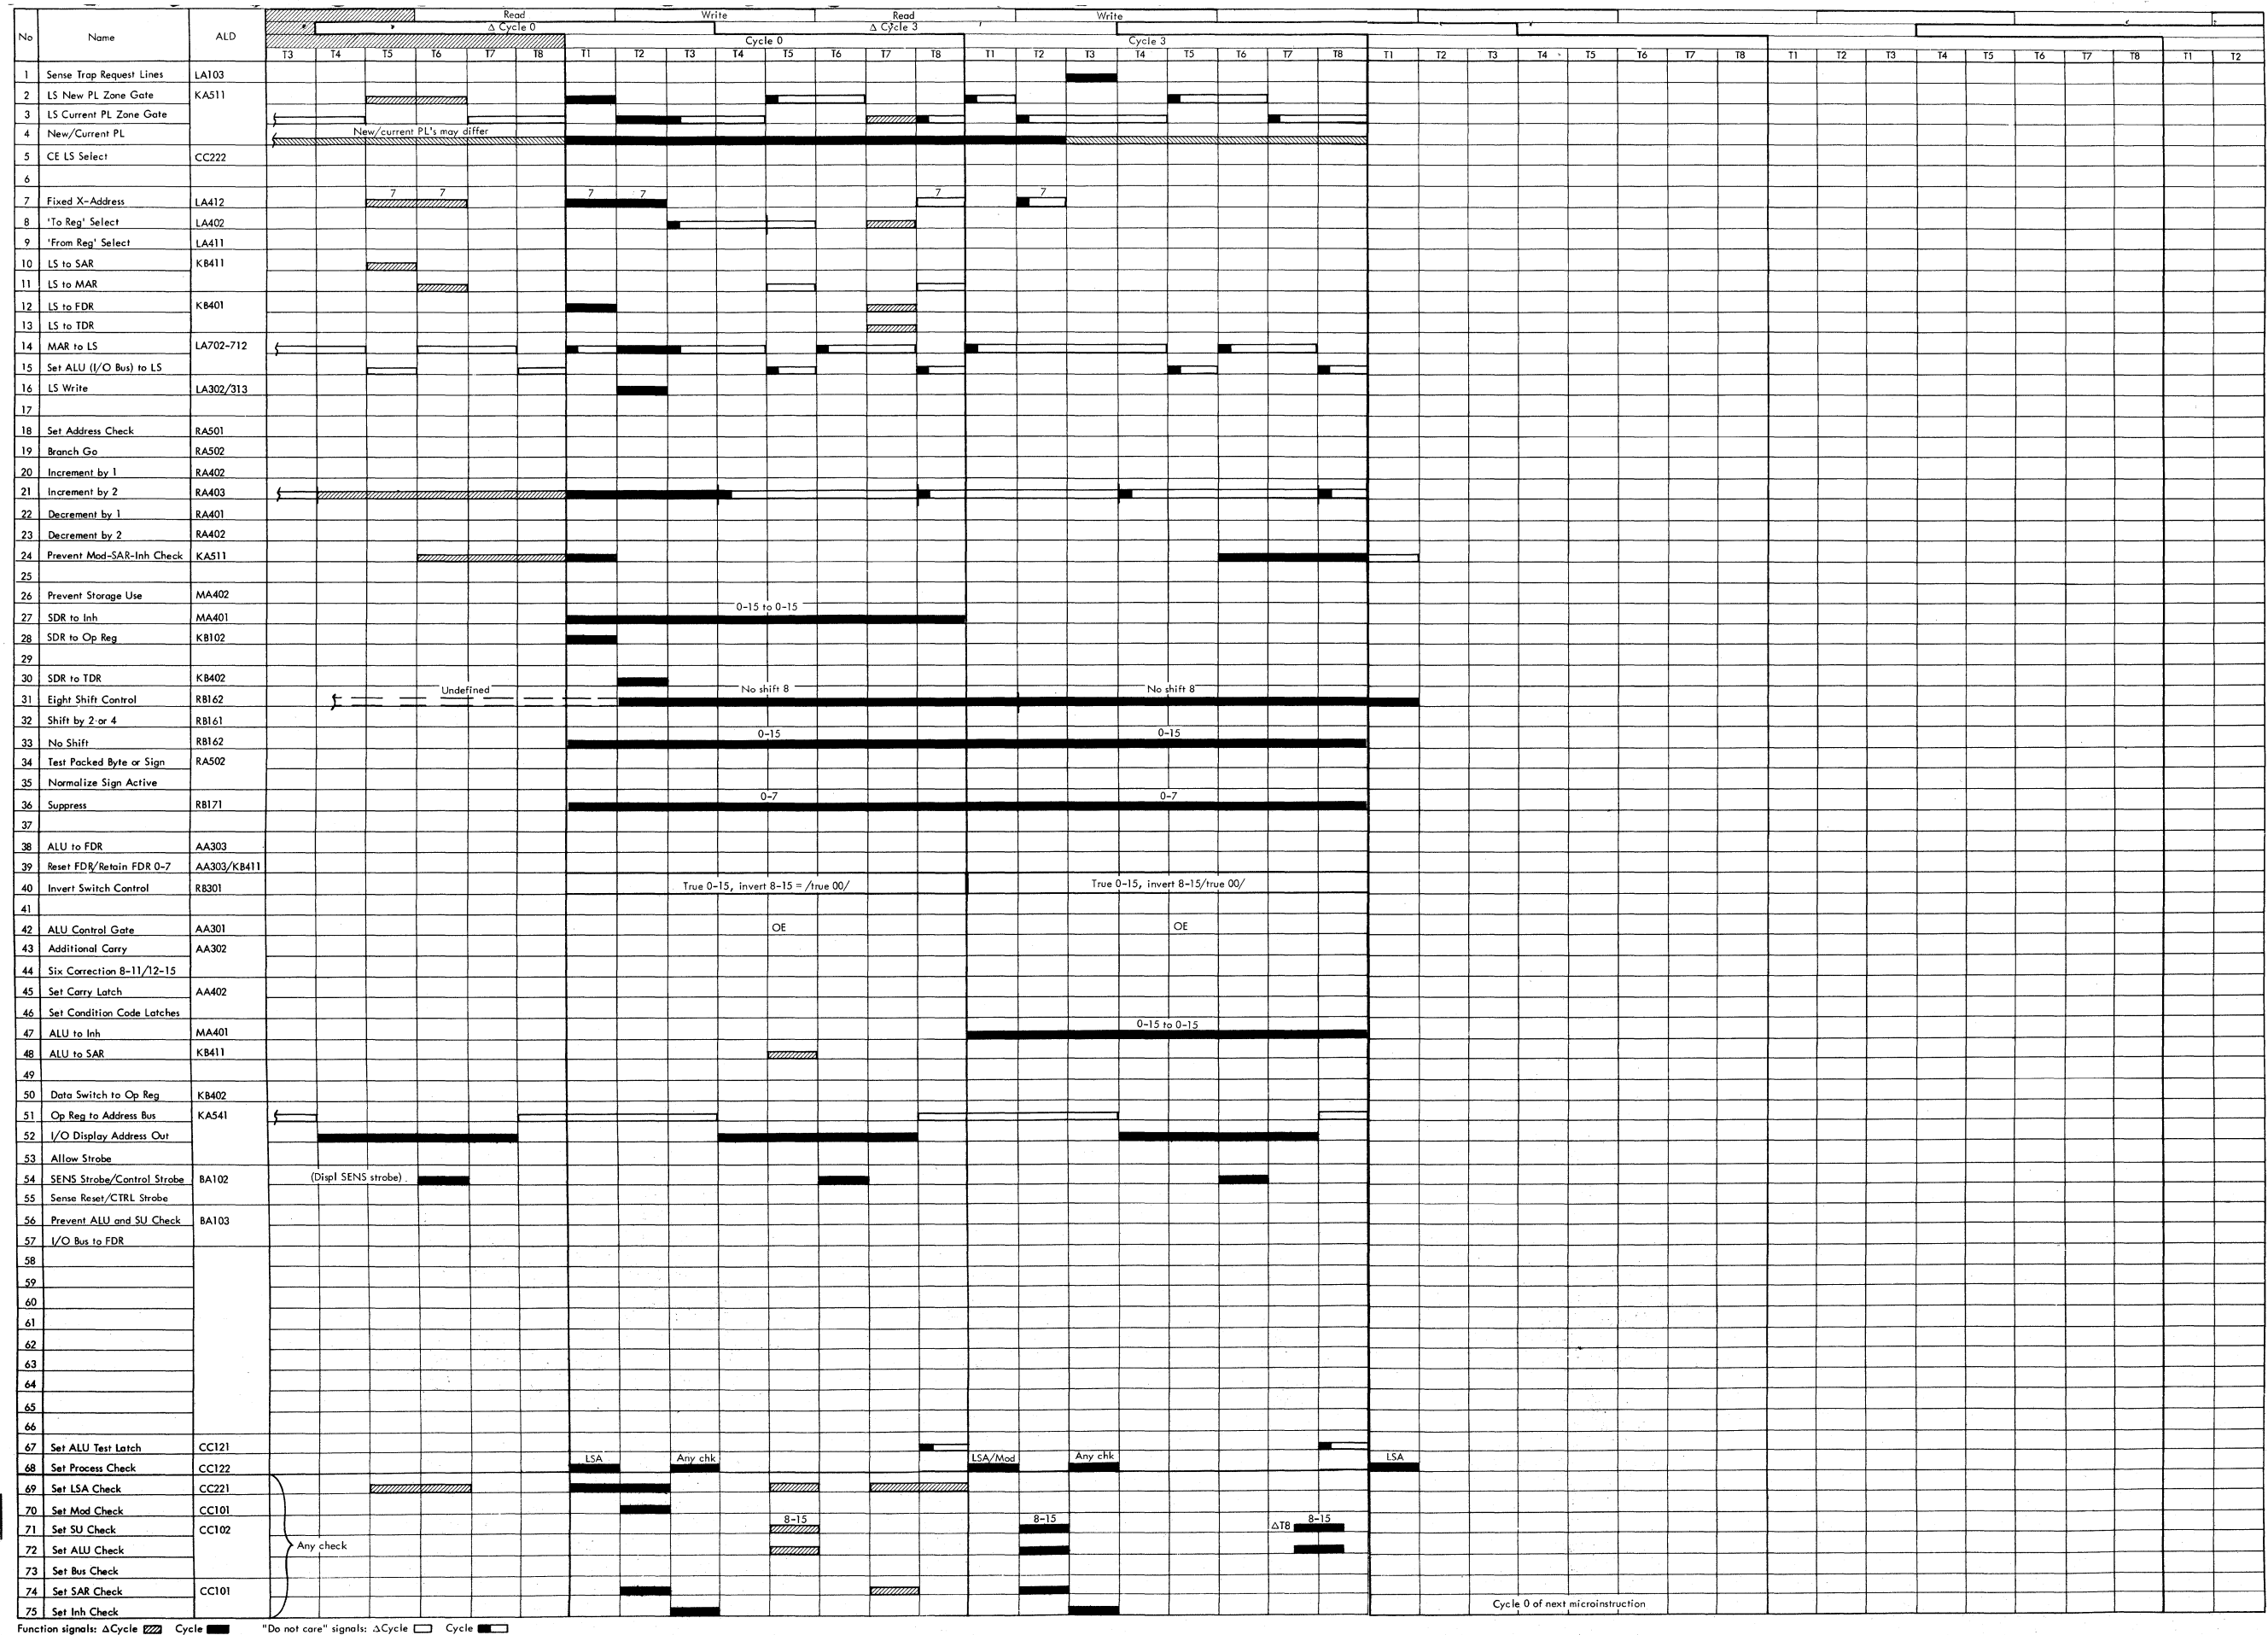 Read Write Read Write
Δ Cycle 0 Δ Cycle 3
No Name ALD
Cycle 0 Cycle 3
T3 T4 T5 T6 T7 T8 T1 T2 T3 T4 T5 T6 T7 T8 T1 T2 T3 T4 T5 T6 T7 T8 T1 T2 T3 T4 T5 T6 T7 T8 T1 T2 T3 T4 T5 T6 T7 T8 T1 T2
1 Sense Trap Request Lines LA103
2 LS New PL Zone Gate KA511
3 LS Current PL Zone Gate
4 New/Current PL New/current PL's may differ
5 CE LS Select CC222
6
7 7 7 7 7 7
7 Fixed X-Address LA412
8 'To Reg' Select LA402
9 'From Reg' Select LA411
10 LS to SAR KB411
11 LS to MAR
12 LS to FDR KB401
13 LS to TDR
14 MAR to LS LA702-712
15 Set ALU (I/O Bus) to LS
16 LS Write LA302/313
17
18 Set Address Check RA501
19 Branch Go RA502
20 Increment by 1 RA402
21 Increment by 2 RA403
22 Decrement by 1 RA401
23 Decrement by 2 RA402
24 Prevent Mod-SAR-Inh Check KA511
25
26 Prevent Storage Use MA402
0-15 to 0-15
27 SDR to Inh MA401
28 SDR to Op Reg KB102
29
30 SDR to TDR KB402
Undefined No shift 8 No shift 8
31 Eight Shift Control RB162
32 Shift by 2 or 4 RB161
0-15 0-15
33 No Shift RB162
34 Test Packed Byte or Sign RA502
35 Normalize Sign Active
0-7 0-7
36 Suppress RB171
37
38 ALU to FDR AA303
39 Reset FDR/Retain FDR 0-7 AA303/KB411
40 Invert Switch Control RB301 True 0-15, invert 8-15 = /true 00/ True 0-15, invert 8-15/true 00/
41
42 ALU Control Gate AA301 OE OE
43 Additional Carry AA302
44 Six Correction 8-11/12-15
45 Set Carry Latch AA402
46 Set Condition Code Latches
0-15 to 0-15
47 ALU to Inh MA401
48 ALU to SAR KB411
49
50 Data Switch to Op Reg KB402
51 Op Reg to Address Bus KA541
52 I/O Display Address Out
53 Allow Strobe
54 SENS Strobe/Control Strobe BA102 (Displ SENS strobe)
55 Sense Reset/CTRL Strobe
56 Prevent ALU and SU Check BA103
57 I/O Bus to FDR
58
59
60
61
62
63
64
65
66
67 Set ALU Test Latch CC121
LSA Any chk LSA/Mod Any chk LSA
68 Set Process Check CC122
69 Set LSA Check CC221
70 Set Mod Check CC101
8-15 8-15 8-15
71 Set SU Check CC102 ΔT8
72 Set ALU Check Any check
73 Set Bus Check
74 Set SAR Check CC101
75 Set Inh Check Cycle 0 of next microinstruction
Function signals: ΔCycle Cycle "Do not care" signals: ΔCycle Cycle